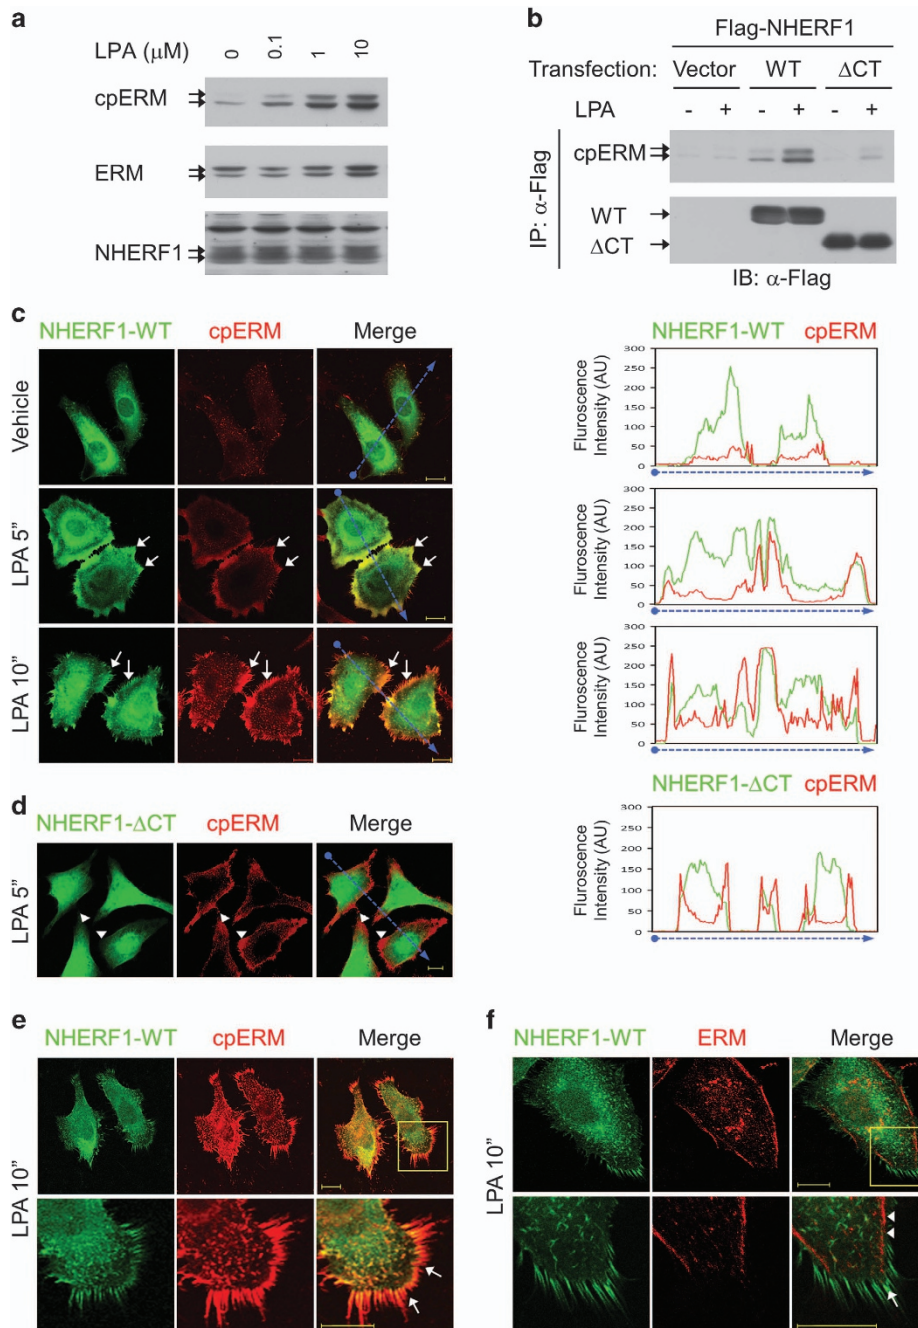 a
LPA (μM) 0 0.1 1 10
cpERM
ERM
NHERF1
b
Flag-NHERF1
Transfection: Vector WT ΔCT
LPA - + - + - +
IP: α-Flag
cpERM
WT
ΔCT
IB: α-Flag
c
NHERF1-WT cpERM Merge
Vehicle
LPA 5”
LPA 10”
NHERF1-WT cpERM
Fluroscence Intensity (AU)
300
250
200
150
100
50
0
Fluroscence Intensity (AU)
300
250
200
150
100
50
0
Fluroscence Intensity (AU)
300
250
200
150
100
50
0
NHERF1-ΔCT cpERM
Fluroscence Intensity (AU)
300
250
200
150
100
50
0
d
NHERF1-ΔCT cpERM Merge
LPA 5”
e
NHERF1-WT cpERM Merge
LPA 10”
f
NHERF1-WT ERM Merge
LPA 10”